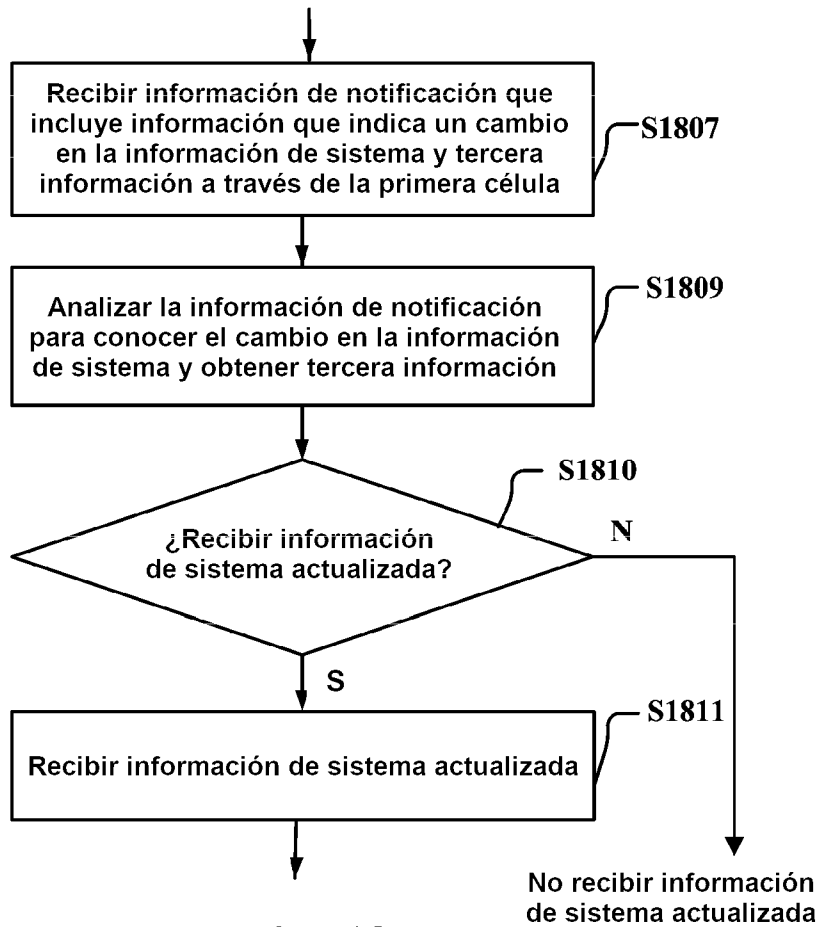 Recibir información de notificación que
incluye información que indica un cambio
en la información de sistema y tercera
información a través de la primera célula
S1807
Analizar la información de notificación
para conocer el cambio en la información
de sistema y obtener tercera información
S1809
¿Recibir información
de sistema actualizada?
S1810
N
S
Recibir información de sistema actualizada
S1811
No recibir información
de sistema actualizada